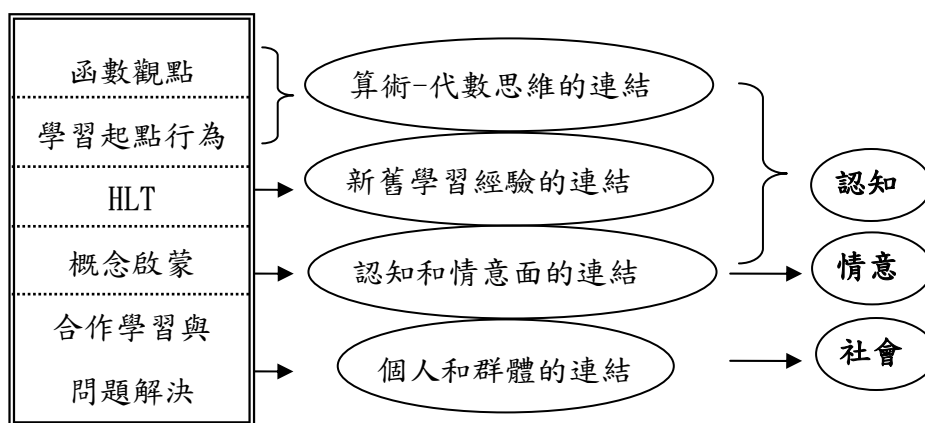 函數觀點
學習起點行為
HLT
概念啟蒙
合作學習與
問題解決
算術-代數思維的連結
新舊學習經驗的連結
認知和情意面的連結
個人和群體的連結
認知
情意
社會